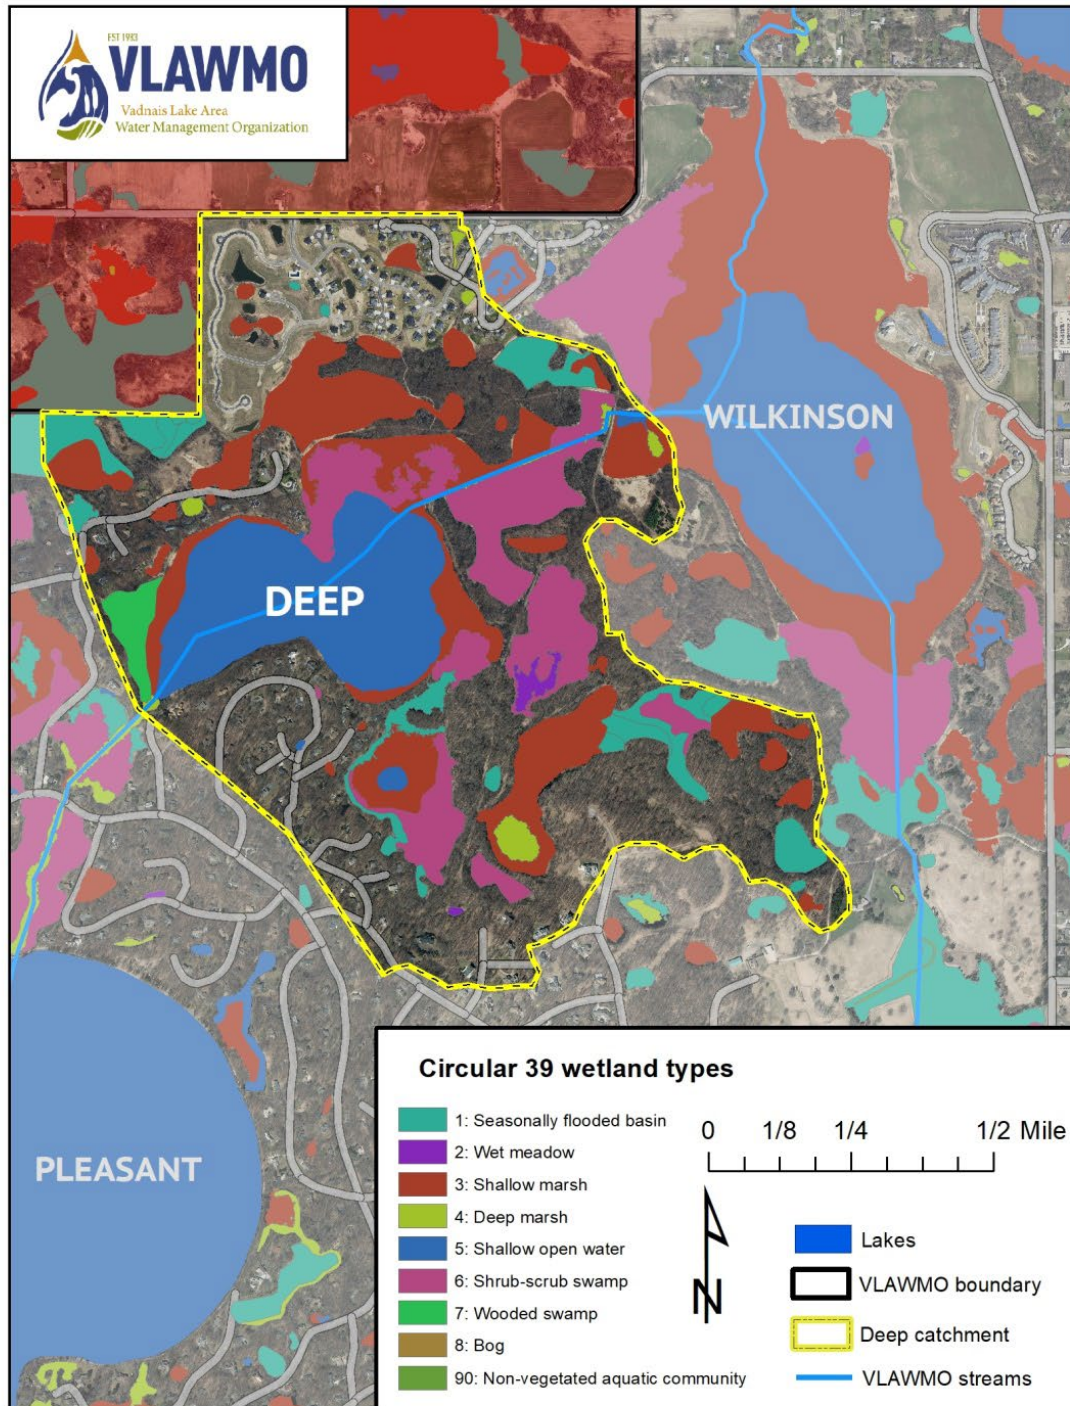 EST 1983
VLAWMO
Vadnais Lake Area
Water Management Organization
WILKINSON
DEEP
PLEASANT
Circular 39 wetland types
1: Seasonally flooded basin
2: Wet meadow
3: Shallow marsh
4: Deep marsh
5: Shallow open water
6: Shrub-scrub swamp
7: Wooded swamp
8: Bog
90: Non-vegetated aquatic community
0 1/8 1/4 1/2 Mile
N
Lakes
VLAWMO boundary
Deep catchment
VLAWMO streams